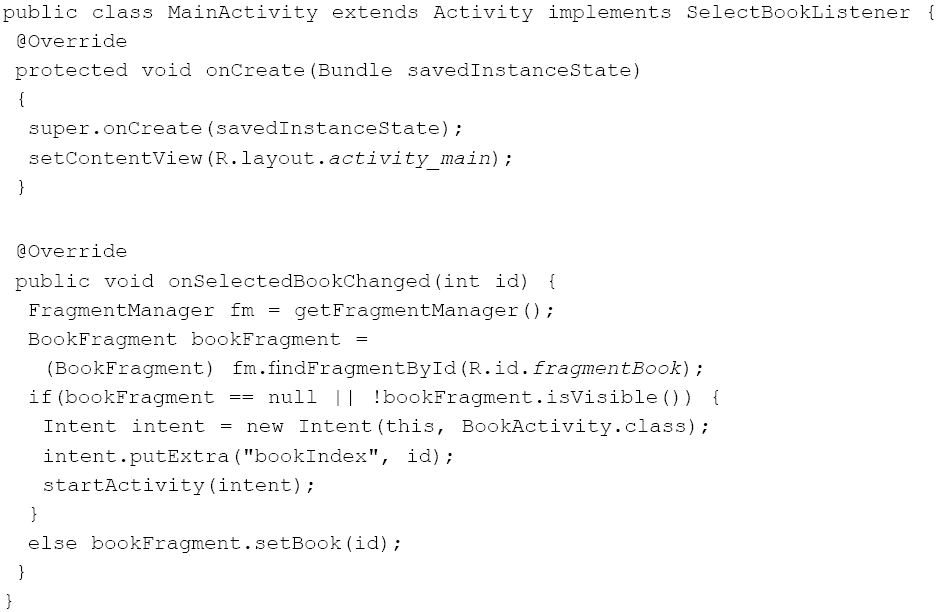 public class MainActivity extends Activity implements SelectBookListener {
@Override
protected void onCreate(Bundle savedInstanceState)
{
super.onCreate(savedInstanceState);
setContentView(R.layout.activity_main);
}
@Override
public void onSelectedBookChanged(int id) {
FragmentManager fm = getFragmentManager();
BookFragment bookFragment =
(BookFragment) fm.findFragmentById(R.id.fragmentBook);
if(bookFragment == null || !bookFragment.isVisible()) {
Intent intent = new Intent(this, BookActivity.class);
intent.putExtra("bookIndex", id);
startActivity(intent);
}
else bookFragment.setBook(id);
}
}